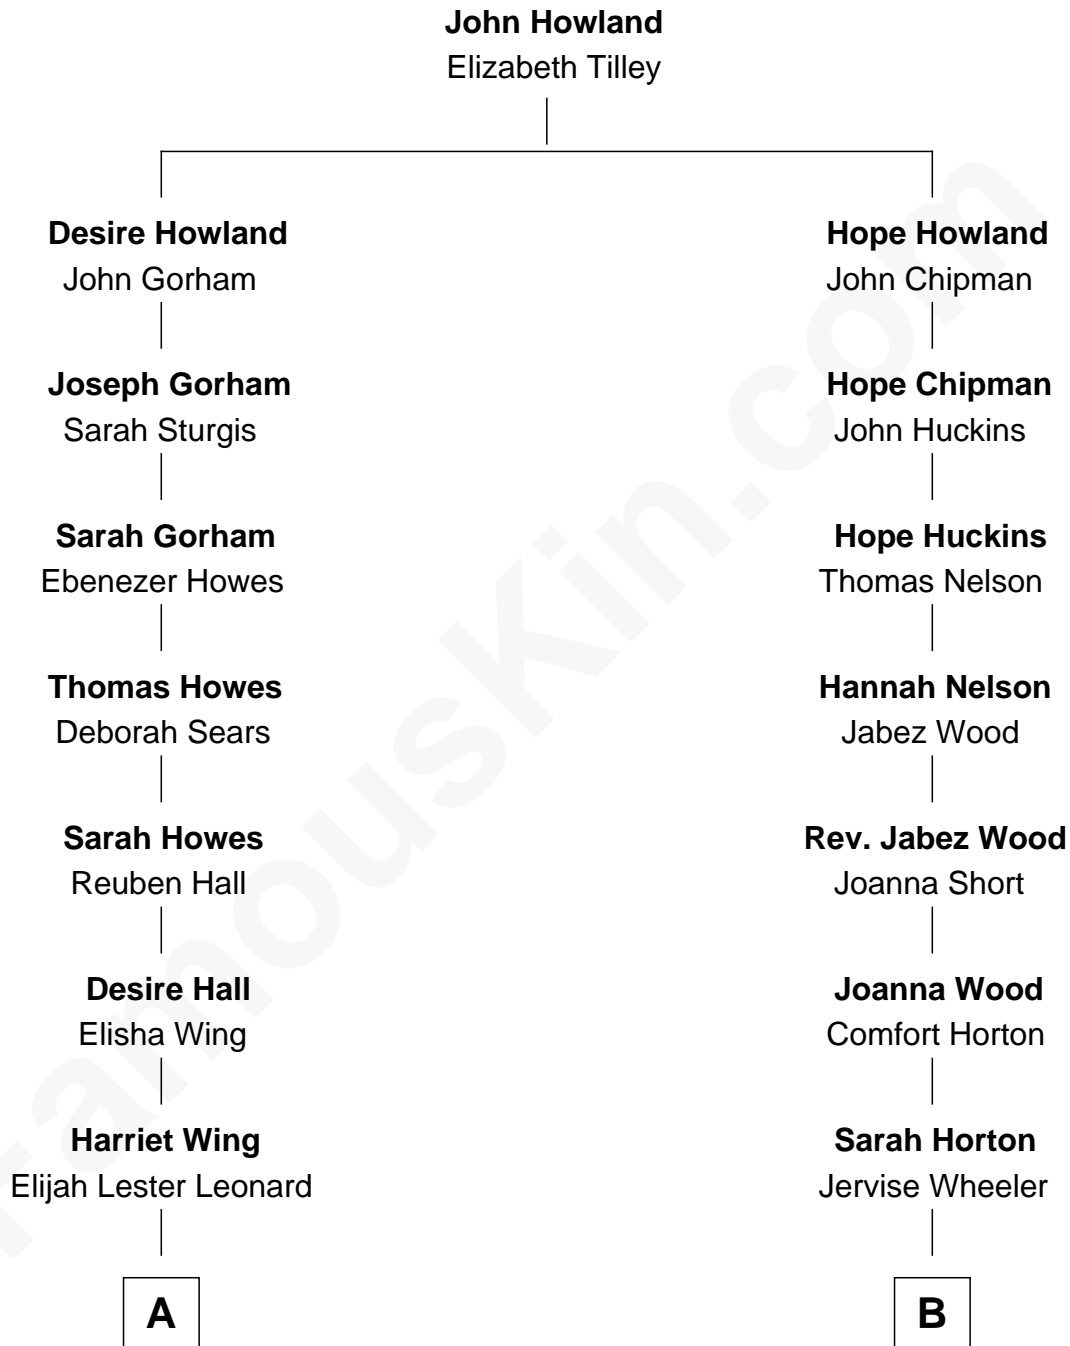 John Howland
Elizabeth Tilley
Desire Howland
John Gorham
Hope Howland
John Chipman
Joseph Gorham
Sarah Sturgis
Hope Chipman
John Huckins
Sarah Gorham
Ebenezer Howes
Hope Huckins
Thomas Nelson
Thomas Howes
Deborah Sears
Hannah Nelson
Jabez Wood
Sarah Howes
Reuben Hall
Rev. Jabez Wood
Joanna Short
Desire Hall
Elisha Wing
Joanna Wood
Comfort Horton
Harriet Wing
Elijah Lester Leonard
Sarah Horton
Jervise Wheeler
A
B
FamousKin.com